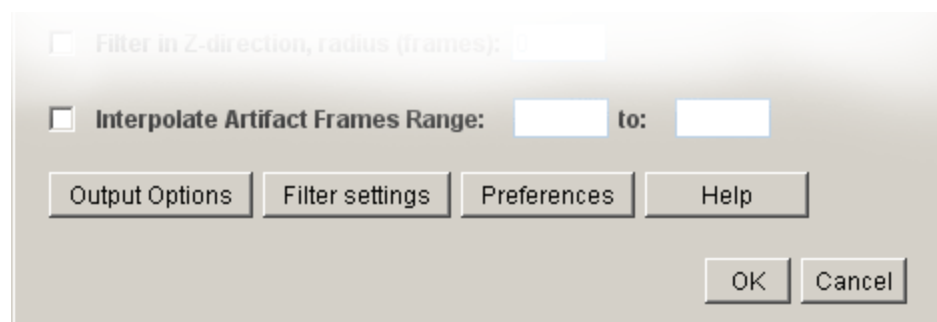 Filter in Z-direction, radius (frames):
Interpolate Artifact Frames Range: to:
Output Options Filter settings Preferences Help
OK Cancel